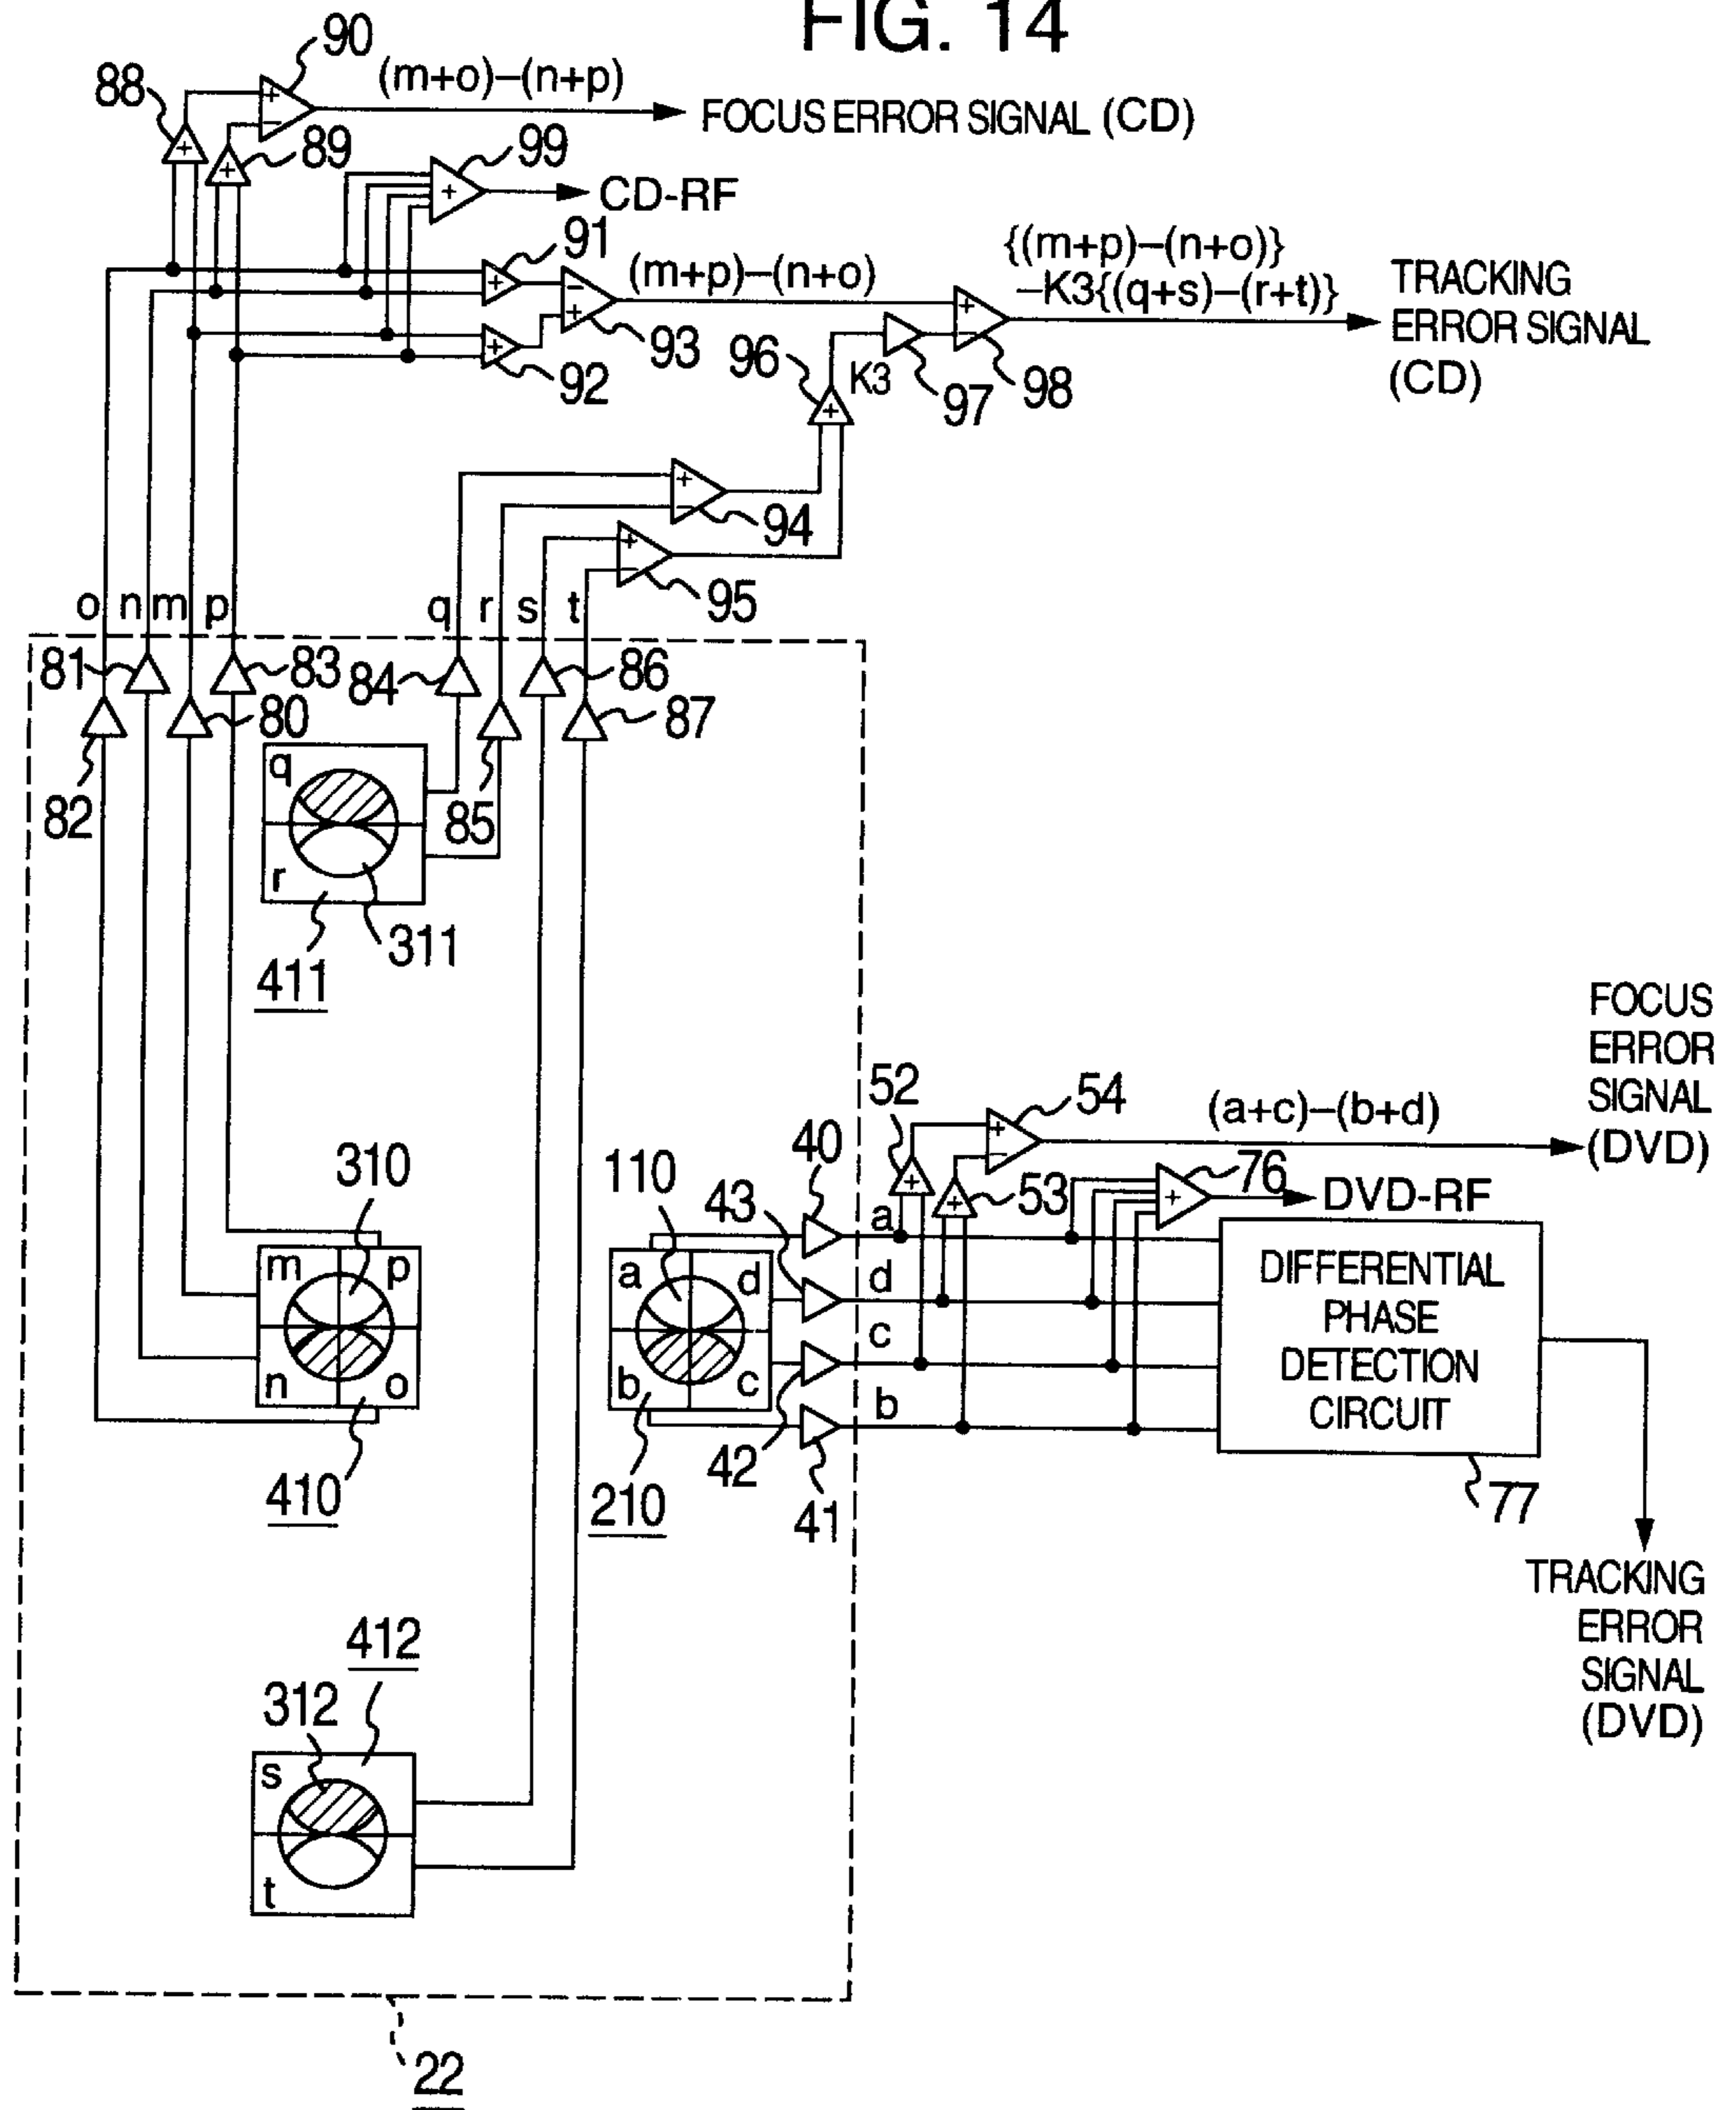 FIG. 14
90
(m+o)–(n+p)
88
FOCUS ERROR SIGNAL (CD)
89
99
CD-RF
91
(m+p)–(n+o)
{(m+p)–(n+o)}
–K3{(q+s)–(r+t)}
TRACKING
ERROR SIGNAL
(CD)
93
96
K3
97
98
92
94
95
o n m p
q r s t
81
83
84
86
80
87
82
85
q
r
311
411
FOCUS
ERROR
SIGNAL
(DVD)
52
54
(a+c)–(b+d)
40
310
110
43
53
76
DVD-RF
a
m
p
a
d
d
c
DIFFERENTIAL
PHASE
DETECTION
CIRCUIT
n
o
b
c
b
42
41
410
210
77
TRACKING
ERROR
SIGNAL
(DVD)
412
312
s
t
22
+
−
+
+
+
+
−
+
+
+
−
+
+
−
+
−
+
+
−
+
+